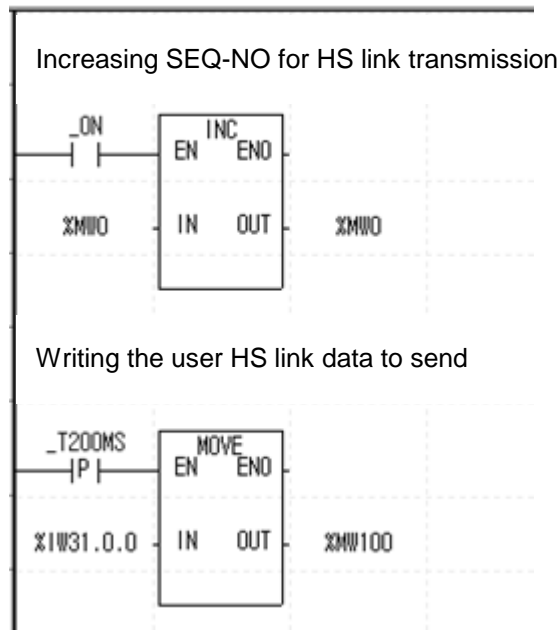 Increasing SEQ-NO for HS link transmission
_ON
INC
EN ENO
%MW0 IN OUT %MW0
Writing the user HS link data to send
_T200MS
MOVE
P EN ENO
%IW31.0.0 IN OUT %MW100